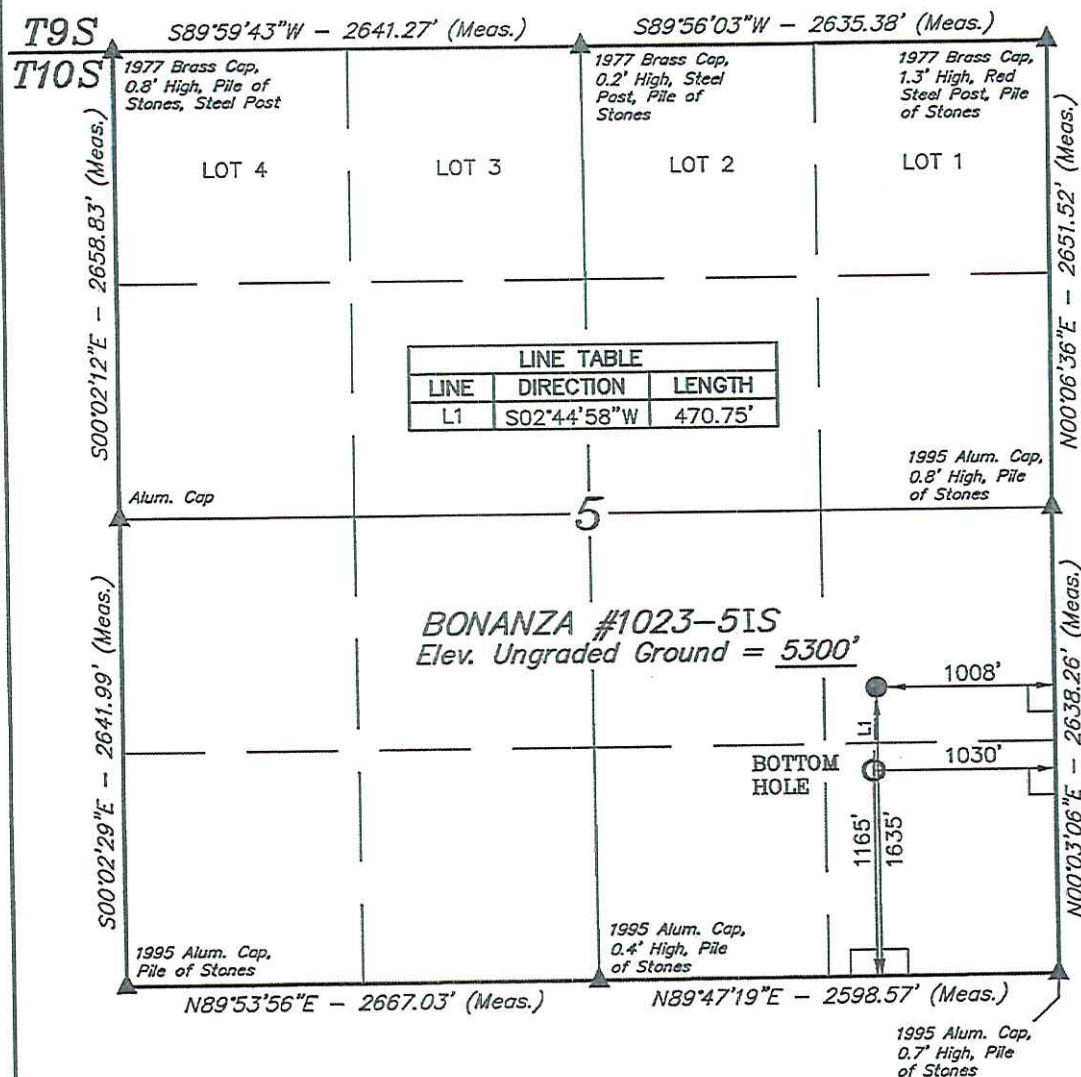 T9S
T10S
S89°59'43"W - 2641.27' (Meas.)
S89°56'03"W - 2635.38' (Meas.)
1977 Brass Cap,
0.8' High, Pile of
Stones, Steel Post
1977 Brass Cap,
0.2' High, Steel
Post, Pile of
Stones
1977 Brass Cap,
1.3' High, Red
Steel Post, Pile
of Stones
LOT 4
LOT 3
LOT 2
LOT 1
S00°02'12"E - 2658.83' (Meas.)
N00°06'36"E - 2651.52' (Meas.)
LINE TABLE
LINE DIRECTION LENGTH
L1 S02°44'58"W 470.75'
Alum. Cap
1995 Alum. Cap,
0.8' High, Pile
of Stones
5
S00°02'29"E - 2641.99' (Meas.)
N00°03'06"E - 2638.26' (Meas.)
BONANZA #1023-5IS
Elev. Ungraded Ground = 5300'
1008'
L1
BOTTOM
HOLE
1030'
1165'
1635'
1995 Alum. Cap,
Pile of Stones
1995 Alum. Cap,
0.4' High, Pile
of Stones
N89°53'56"E - 2667.03' (Meas.)
N89°47'19"E - 2598.57' (Meas.)
1995 Alum. Cap,
0.7' High, Pile
of Stones